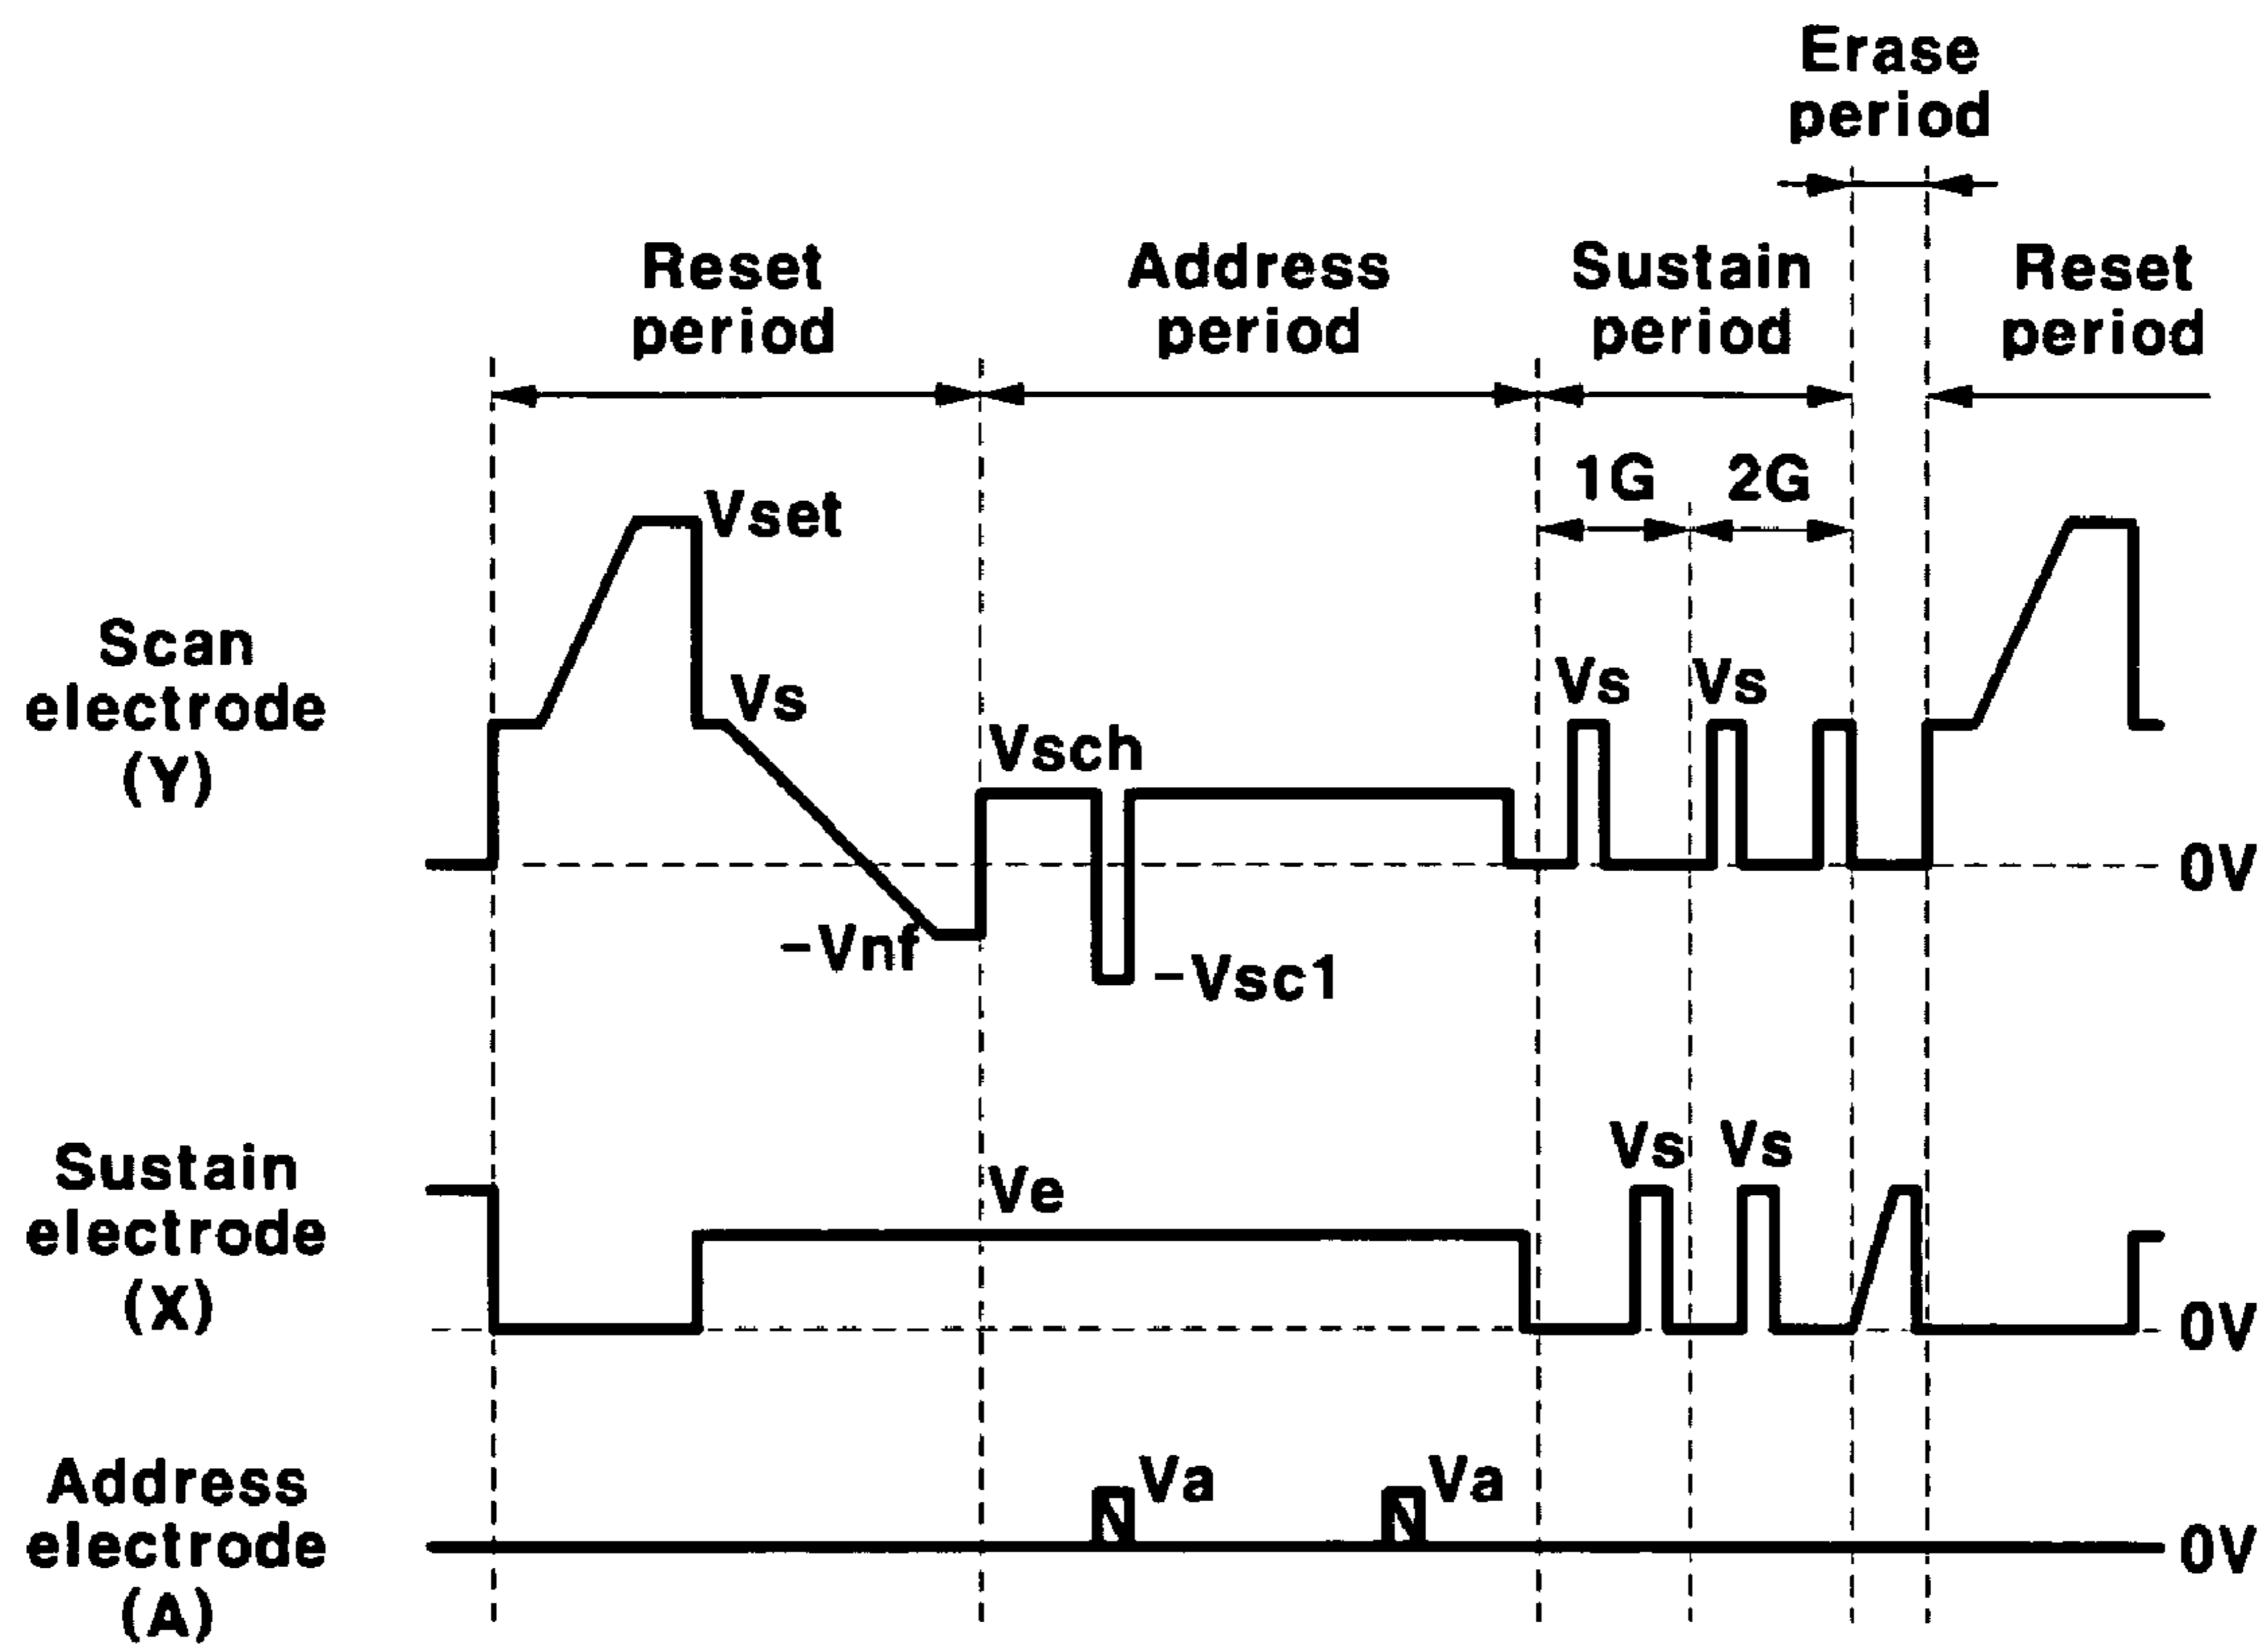 Erase
period
Reset
period
Address
period
Sustain
period
Reset
period
1G
2G
Vset
Scan
electrode
(Y)
Vs
Vsch
Vs
Vs
0V
-Vnf
-Vsc1
Sustain
electrode
(X)
Ve
Vs
Vs
0V
Address
electrode
(A)
Va
Va
0V